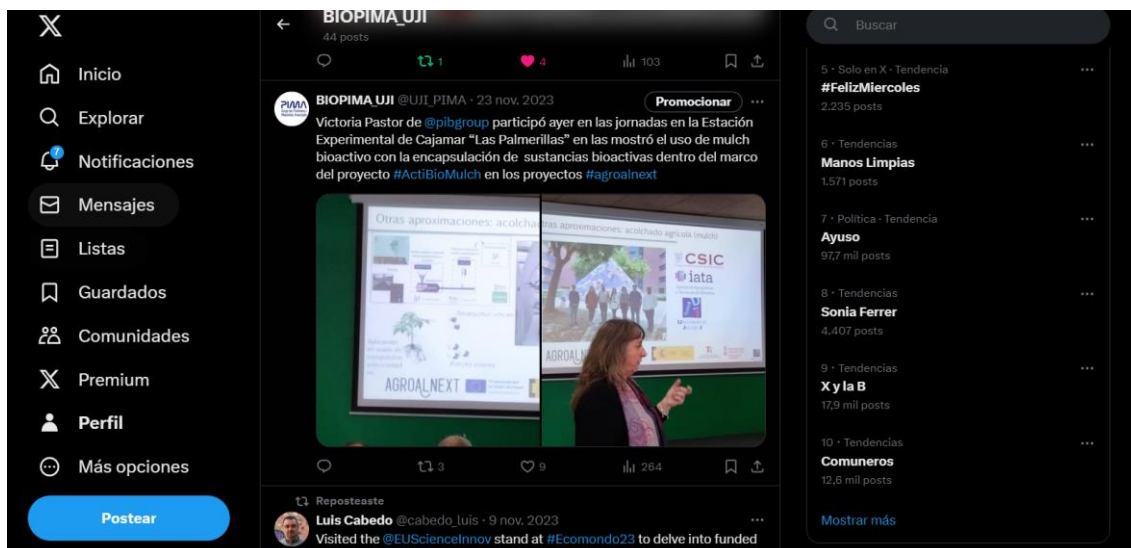 Inicio
Explorar
7
Notificaciones
Mensajes
Listas
Guardados
Comunidades
Premium
Perfil
Más opciones
Postear
BIOPIMA_UJI
44 posts
1 4 103
PIMA
BIOPIMA_UJI @UJI_PIMA · 23 nov. 2023
Promocionar
Victoria Pastor de @pibgroup participó ayer en las jornadas en la Estación
Experimental de Cajamar “Las Palmerillas” en las mostró el uso de mulch
bioactivo con la encapsulación de sustancias bioactivas dentro del marco
del proyecto #ActiBioMulch en los proyectos #agroalnext
Otras aproximaciones: acolcha
AGROALNEXT
tras aproximaciones: acolchado agrícola (mulch)
CSIC
iata
AGROALN
3 9 264
Reposteaste
Luis Cabedo @cabedo_luis · 9 nov. 2023
Visited the @EUScienceInnov stand at #Ecomondo23 to delve into funded
Buscar
5 · Solo en X · Tendencia
#FelizMiercoles
2.235 posts
6 · Tendencias
Manos Limpias
1.571 posts
7 · Política · Tendencia
Ayuso
97,7 mil posts
8 · Tendencias
Sonia Ferrer
4.407 posts
9 · Tendencias
X y la B
17,9 mil posts
10 · Tendencias
Comuneros
12,6 mil posts
Mostrar más